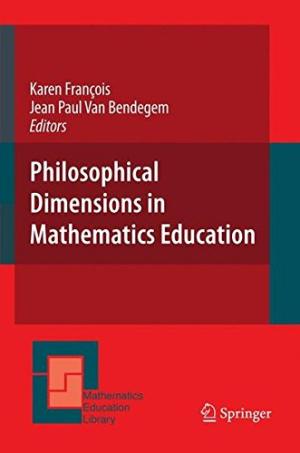 Karen François
Jean Paul Van Bendegem
Editors
Philosophical
Dimensions in
Mathematics Education
Mathematics
Education
Library
Springer